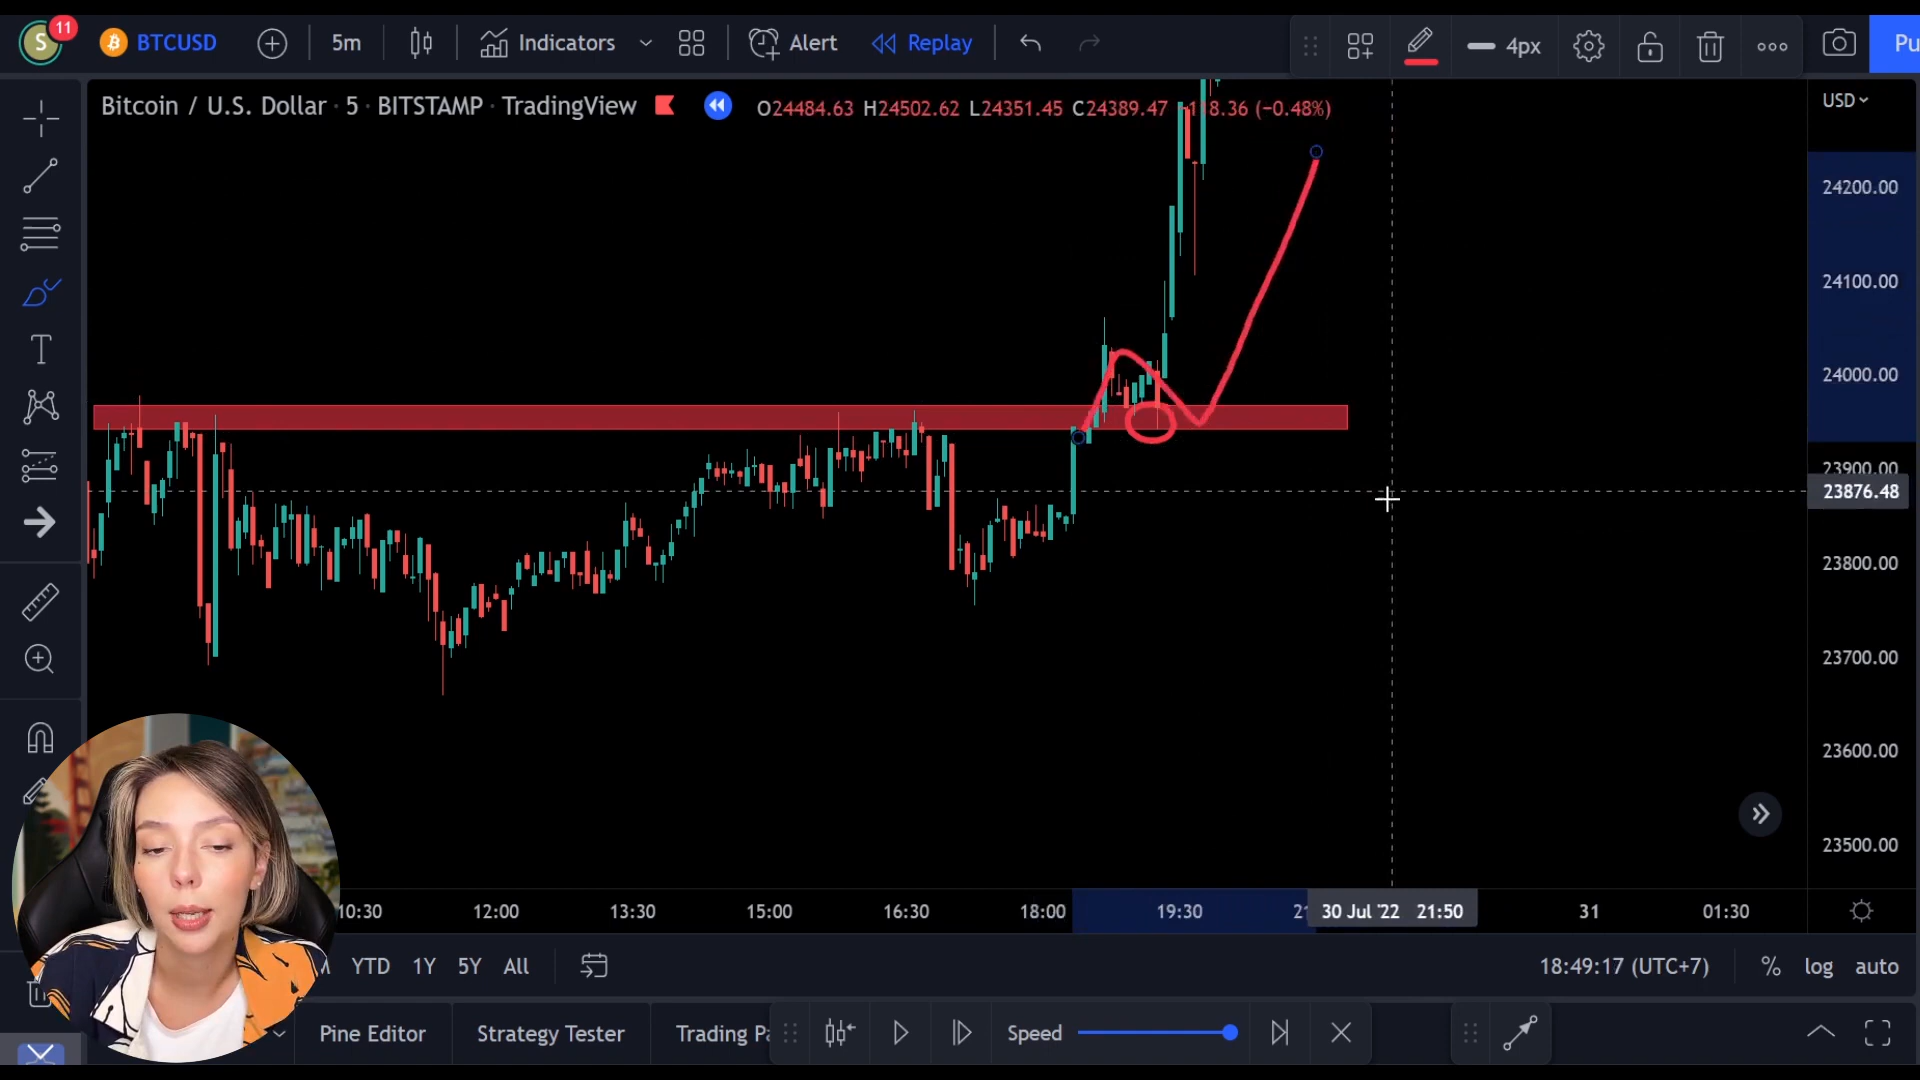 S 11 BTCUSD 5m Indicators Alert Replay 4px Pu
Bitcoin / U.S. Dollar · 5 · BITSTAMP · TradingView O24484.63 H24502.62 L24351.45 C24389.47 −118.36 (−0.48%)
USD
24200.00
24100.00
24000.00
23900.00
23876.48
23800.00
23700.00
23600.00
23500.00
10:30 12:00 13:30 15:00 16:30 18:00 19:30 21 30 Jul '22 21:50 31 01:30
YTD 1Y 5Y All 18:49:17 (UTC+7) % log auto
Pine Editor Strategy Tester Trading Pa Speed